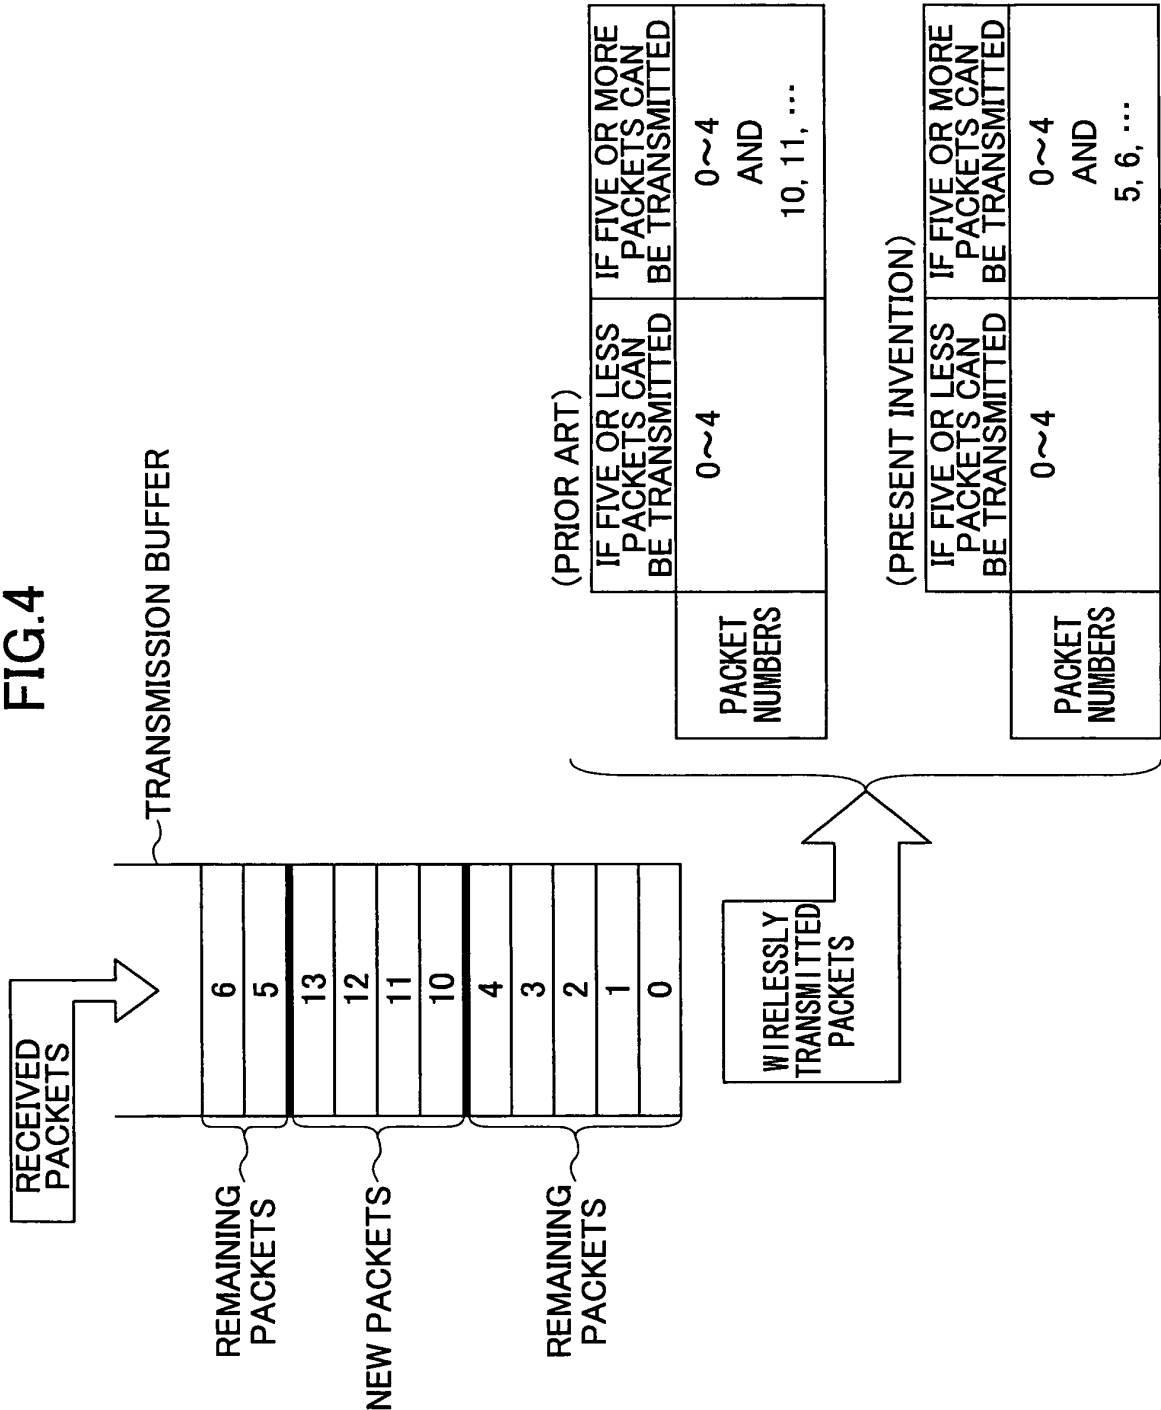 FIG.4
RECEIVED
PACKETS
TRANSMISSION BUFFER
REMAINING
PACKETS
NEW PACKETS
REMAINING
PACKETS
6
5
13
12
11
10
4
3
2
1
0
WIRELESSLY
TRANSMITTED
PACKETS
(PRIOR ART)
IF FIVE OR LESS
PACKETS CAN
BE TRANSMITTED
IF FIVE OR MORE
PACKETS CAN
BE TRANSMITTED
PACKET
NUMBERS
0~4
0~4
AND
10, 11, ...
(PRESENT INVENTION)
IF FIVE OR LESS
PACKETS CAN
BE TRANSMITTED
IF FIVE OR MORE
PACKETS CAN
BE TRANSMITTED
PACKET
NUMBERS
0~4
0~4
AND
5, 6, ...